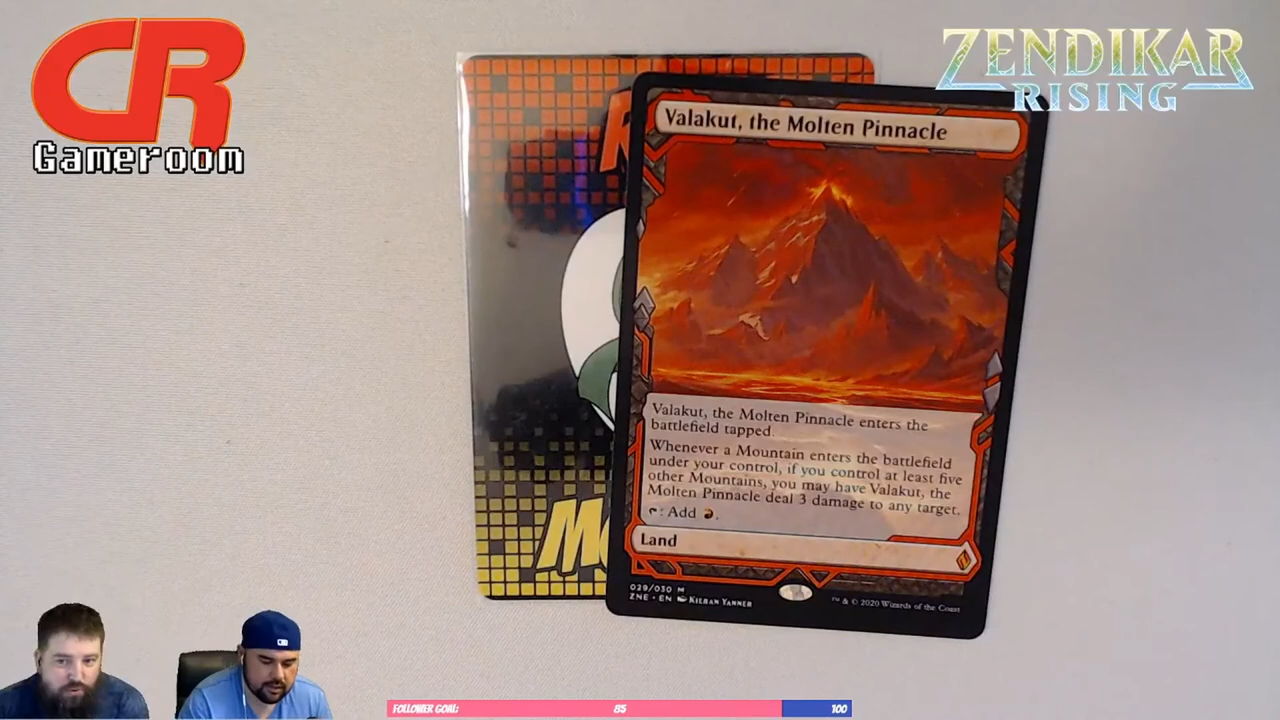 CR
Gameroom
ZENDIKAR
RISING
Valakut, the Molten Pinnacle
Valakut, the Molten Pinnacle enters the
battlefield tapped.
Whenever a Mountain enters the battlefield
under your control, if you control at least five
other Mountains, you may have Valakut, the
Molten Pinnacle deal 3 damage to any target.
: Add .
Land
029/030 M
ZNE • EN KIERAN YANNER
™ & © 2020 Wizards of the Coast
FOLLOWER GOAL: 85 100